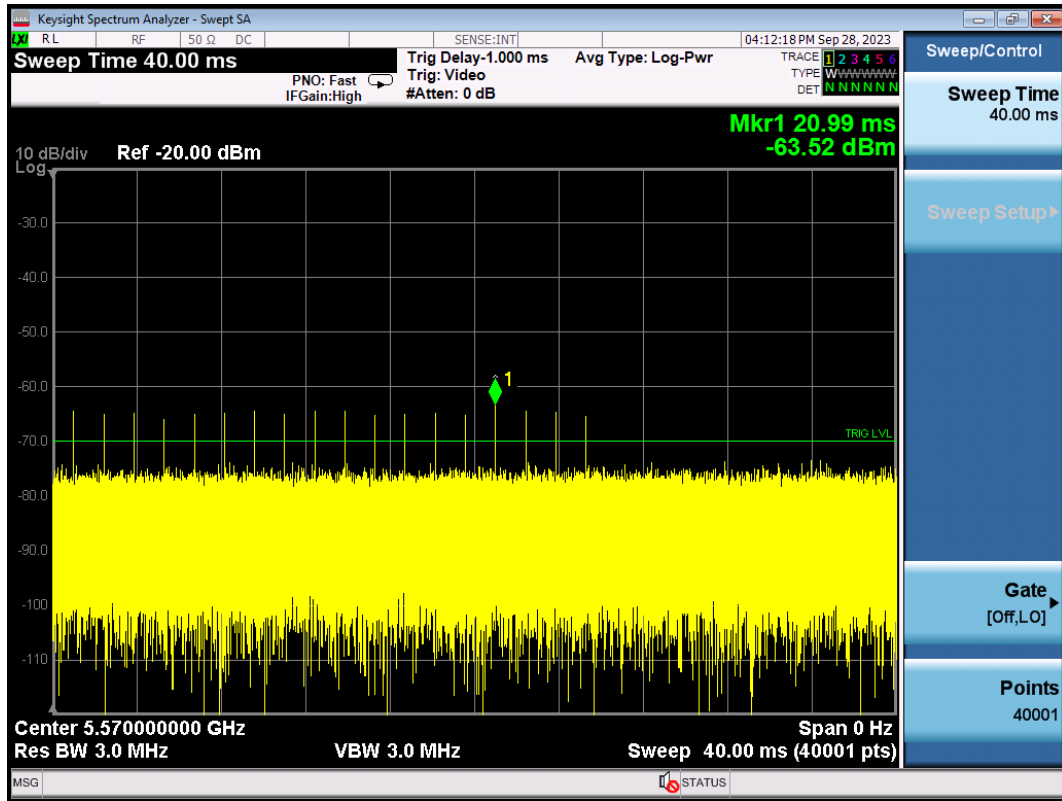 Keysight Spectrum Analyzer - Swept SA
LXI RL RF 50 Ω DC SENSE:INT 04:12:18 PM Sep 28, 2023
Sweep Time 40.00 ms
PNO: Fast
IFGain:High
Trig Delay-1.000 ms
Trig: Video
#Atten: 0 dB
Avg Type: Log-Pwr
TRACE 1 2 3 4 5 6
TYPE WWWWWW
DET N N N N N N
Mkr1 20.99 ms
-63.52 dBm
10 dB/div Ref -20.00 dBm
Log
-30.0
-40.0
-50.0
-60.0
1
-70.0
TRIG LVL
-80.0
-90.0
-100
-110
Center 5.570000000 GHz Span 0 Hz
Res BW 3.0 MHz VBW 3.0 MHz Sweep 40.00 ms (40001 pts)
MSG STATUS
Sweep/Control
Sweep Time
40.00 ms
Sweep Setup
Gate
[Off,LO]
Points
40001